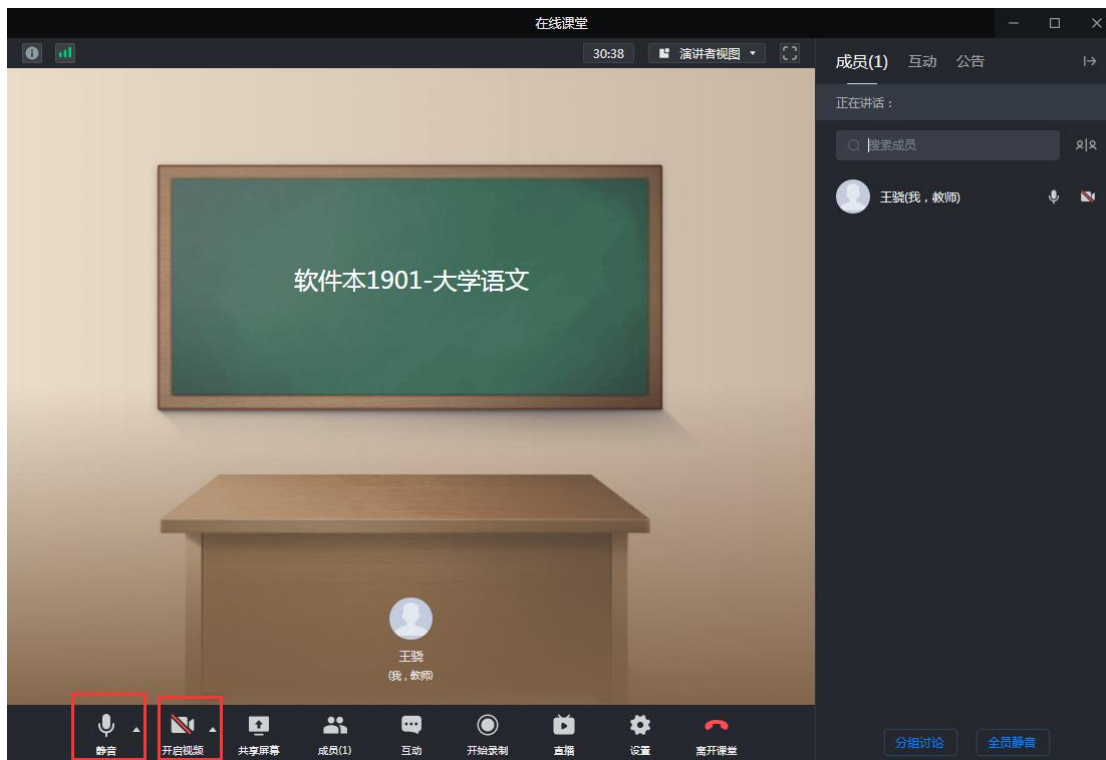 在线课堂
30:38 演讲者视图
成员(1) 互动 公告
正在讲话：
搜索成员
王骁(我，教师)
软件本1901-大学语文
王骁
(我，教师)
静音 开启视频 共享屏幕 成员(1) 互动 开始录制 直播 设置 离开课堂
分组讨论 全员静音